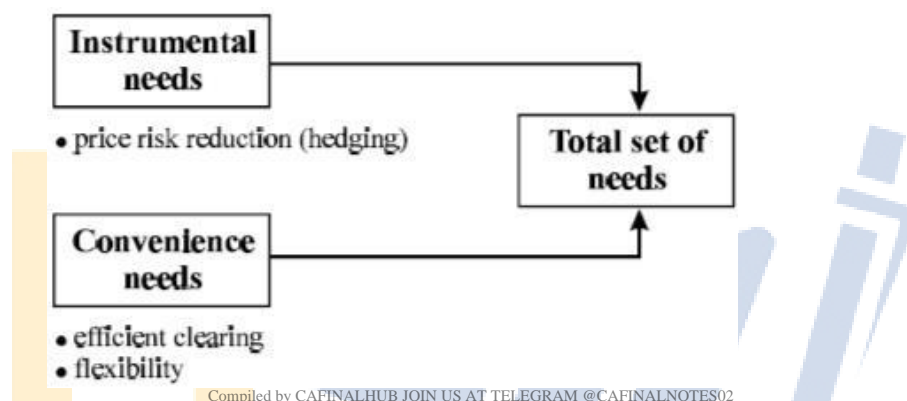 Instrumental
needs
• price risk reduction (hedging)
Total set of
needs
Convenience
needs
• efficient clearing
• flexibility
Compiled by CAFINALHUB JOIN US AT TELEGRAM @CAFINALNOTES02